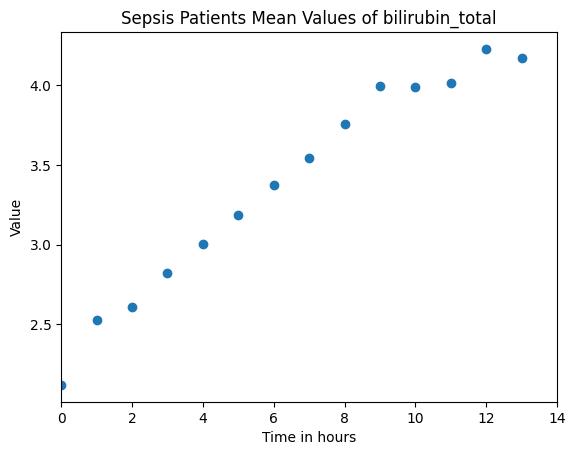 Sepsis Patients Mean Values of bilirubin_total
4.0
3.5
3.0
2.5
Value
0 2 4 6 8 10 12 14
Time in hours